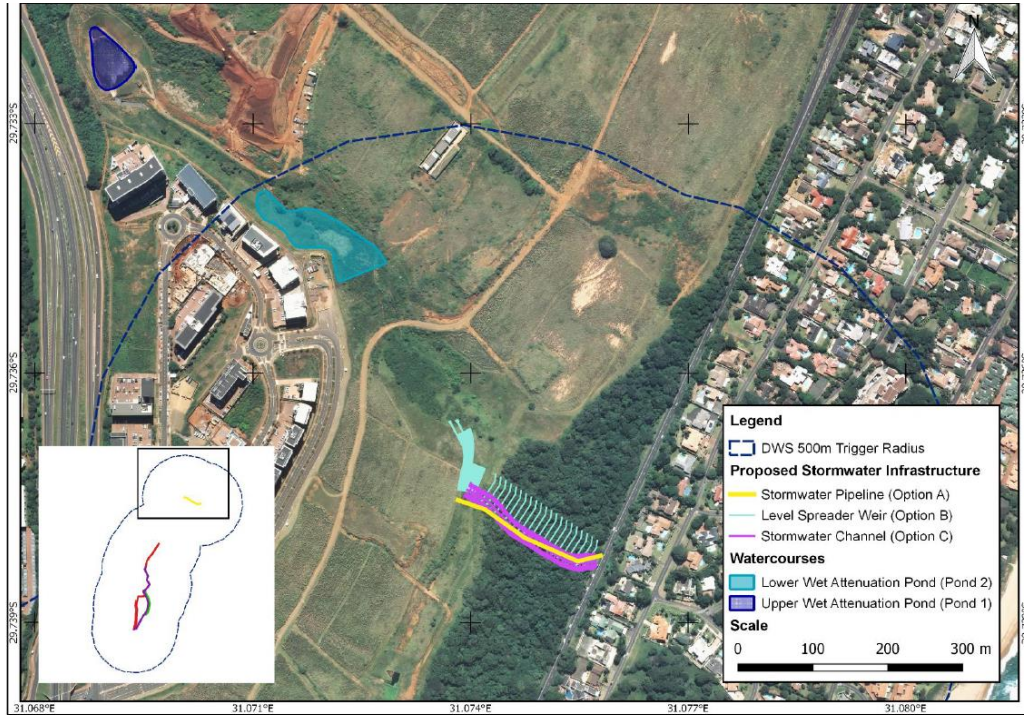 N
29.733°S
29.736°S
29.739°S
Legend
DWS 500m Trigger Radius
Proposed Stormwater Infrastructure
Stormwater Pipeline (Option A)
Level Spreader Weir (Option B)
Stormwater Channel (Option C)
Watercourses
Lower Wet Attenuation Pond (Pond 2)
Upper Wet Attenuation Pond (Pond 1)
Scale
0 100 200 300 m
31.068°E 31.071°E 31.074°E 31.077°E 31.080°E